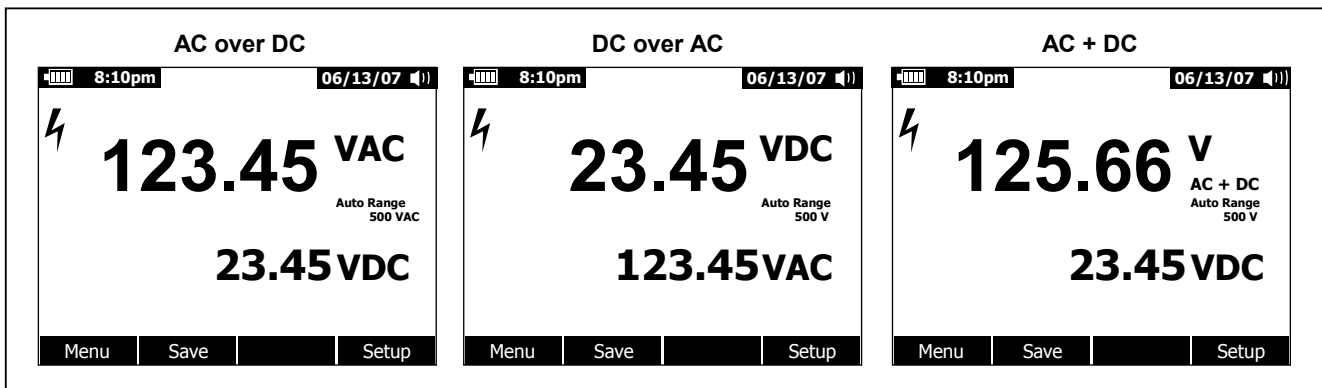 AC over DC
8:10pm 06/13/07
123.45 VAC
Auto Range
500 VAC
23.45 VDC
Menu Save Setup
DC over AC
8:10pm 06/13/07
23.45 VDC
Auto Range
500 V
123.45 VAC
Menu Save Setup
AC + DC
8:10pm 06/13/07
125.66 V
AC + DC
Auto Range
500 V
23.45 VDC
Menu Save Setup